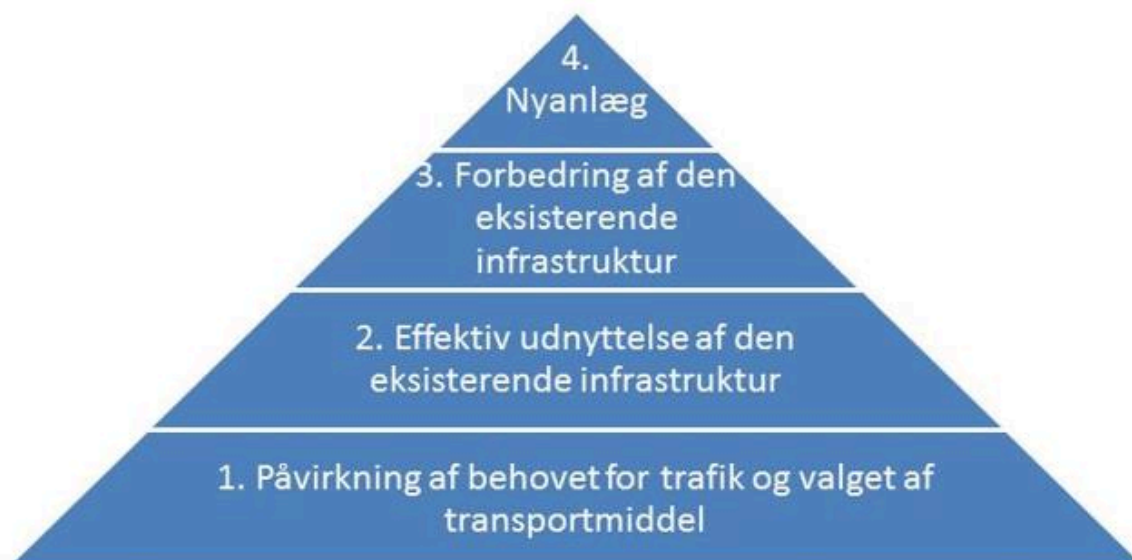 4.
Nyanlæg
3. Forbedring af den
eksisterende
infrastruktur
2. Effektiv udnyttelse af den
eksisterende infrastruktur
1. Påvirkning af behovet for trafik og valget af
transportmiddel